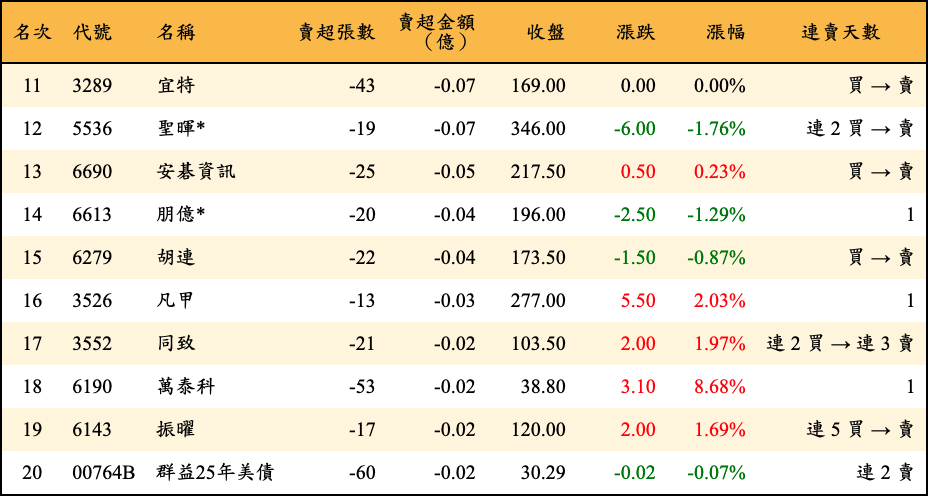 名次 代號 名稱 賣超張數 賣超金額（億） 收盤 漲跌 漲幅 連賣天數
11 3289 宜特 -43 -0.07 169.00 0.00 0.00% 買 → 賣
12 5536 聖暉* -19 -0.07 346.00 -6.00 -1.76% 連 2 買 → 賣
13 6690 安碁資訊 -25 -0.05 217.50 0.50 0.23% 買 → 賣
14 6613 朋億* -20 -0.04 196.00 -2.50 -1.29% 1
15 6279 胡連 -22 -0.04 173.50 -1.50 -0.87% 買 → 賣
16 3526 凡甲 -13 -0.03 277.00 5.50 2.03% 1
17 3552 同致 -21 -0.02 103.50 2.00 1.97% 連 2 買 → 連 3 賣
18 6190 萬泰科 -53 -0.02 38.80 3.10 8.68% 1
19 6143 振曜 -17 -0.02 120.00 2.00 1.69% 連 5 買 → 賣
20 00764B 群益25年美債 -60 -0.02 30.29 -0.02 -0.07% 連 2 賣